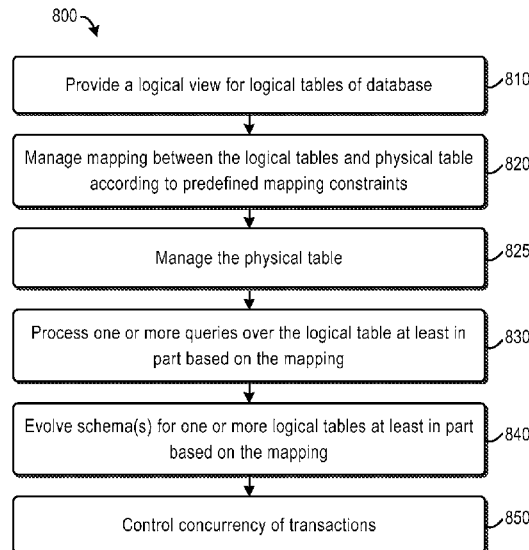 800
Provide a logical view for logical tables of database
810
Manage mapping between the logical tables and physical table
according to predefined mapping constraints
820
Manage the physical table
825
Process one or more queries over the logical table at least in
part based on the mapping
830
Evolve schema(s) for one or more logical tables at least in part
based on the mapping
840
Control concurrency of transactions
850